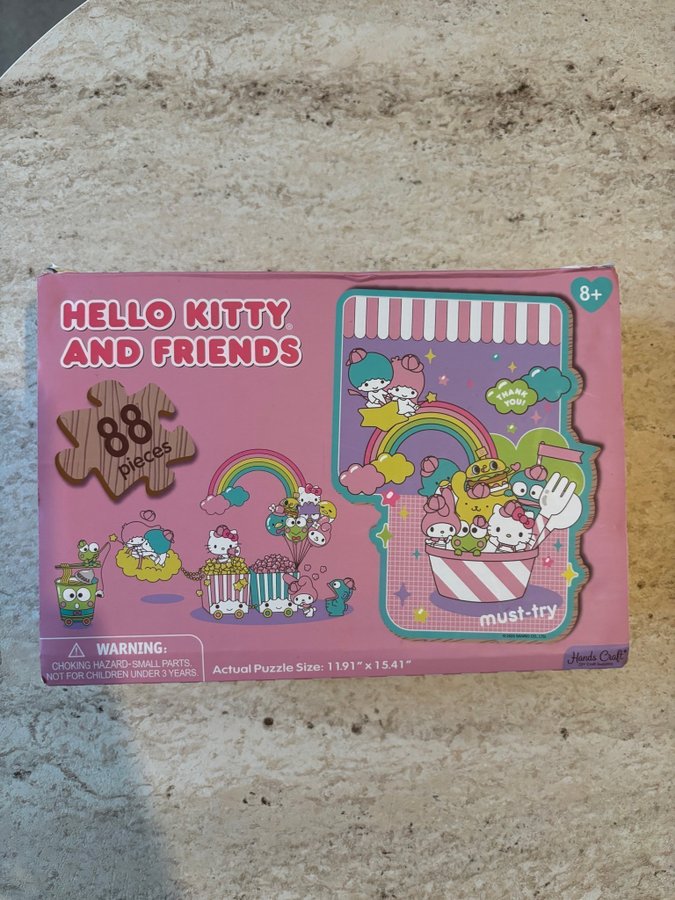 8+
HELLO KITTY®
AND FRIENDS
88
pieces
THANK
YOU!
must-try
WARNING:
CHOKING HAZARD-SMALL PARTS.
NOT FOR CHILDREN UNDER 3 YEARS.
Actual Puzzle Size: 11.91" x 15.41"
Hands Craft